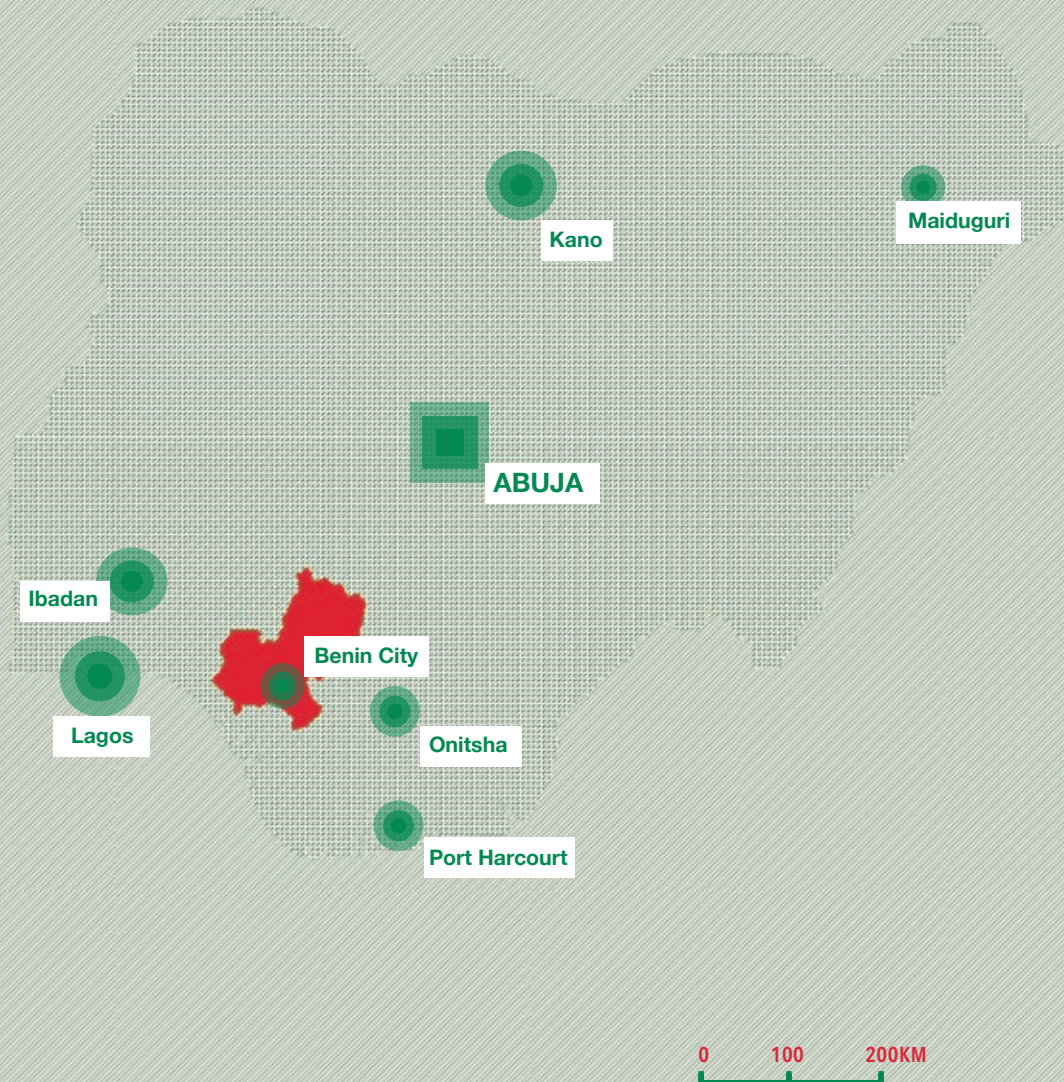 Kano
Maiduguri
ABUJA
Ibadan
Benin City
Lagos
Onitsha
Port Harcourt
0 100 200KM